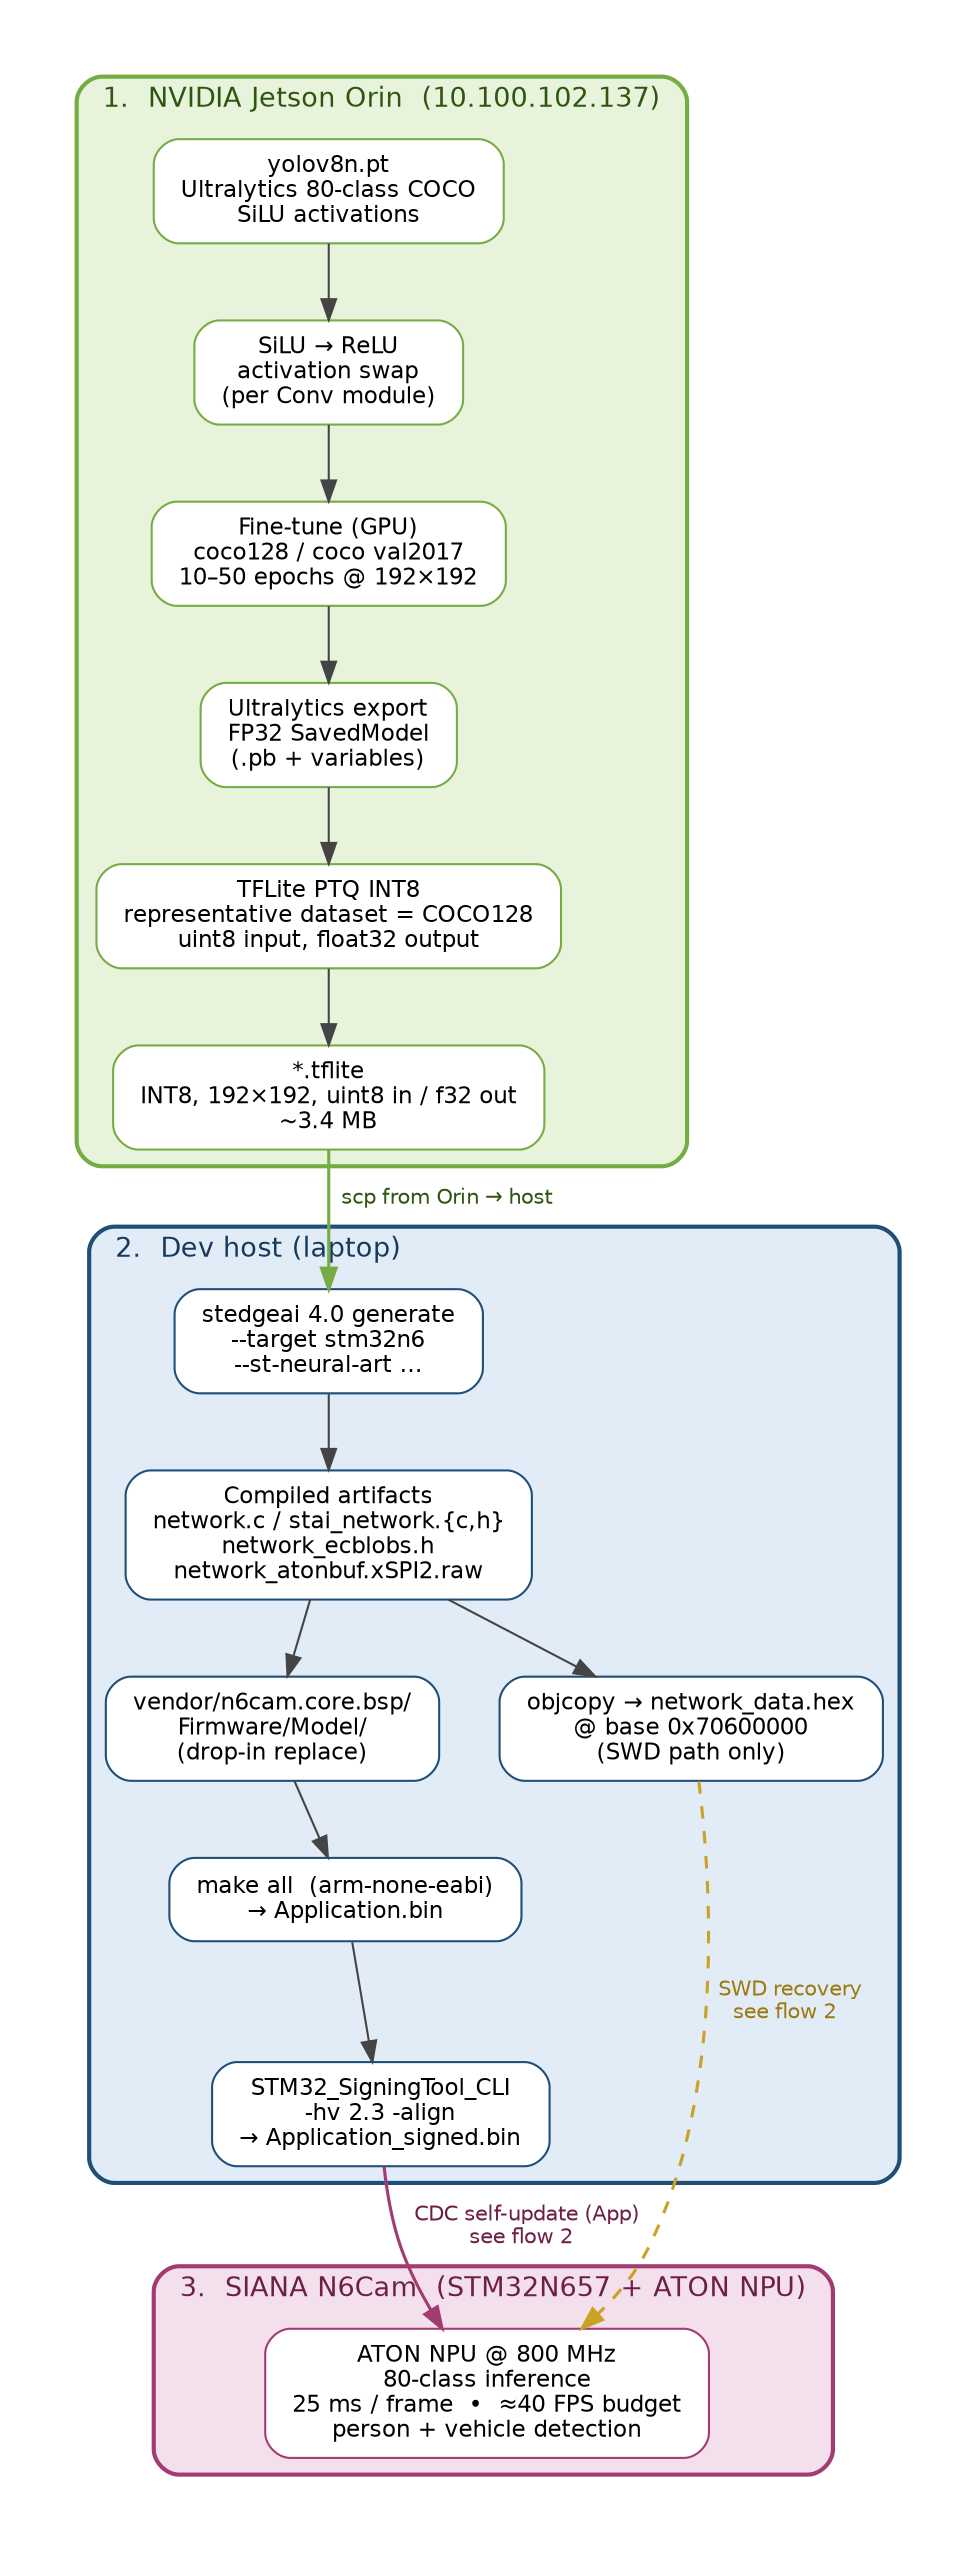 1.  NVIDIA Jetson Orin  (10.100.102.137)
yolov8n.pt
Ultralytics 80-class COCO
SiLU activations
SiLU → ReLU
activation swap
(per Conv module)
Fine-tune (GPU)
coco128 / coco val2017
10–50 epochs @ 192×192
Ultralytics export
FP32 SavedModel
(.pb + variables)
TFLite PTQ INT8
representative dataset = COCO128
uint8 input, float32 output
*.tflite
INT8, 192×192, uint8 in / f32 out
~3.4 MB
scp from Orin → host
2.  Dev host (laptop)
stedgeai 4.0 generate
--target stm32n6
--st-neural-art ...
Compiled artifacts
network.c / stai_network.{c,h}
network_ecblobs.h
network_atonbuf.xSPI2.raw
vendor/n6cam.core.bsp/
Firmware/Model/
(drop-in replace)
objcopy → network_data.hex
@ base 0x70600000
(SWD path only)
make all  (arm-none-eabi)
→ Application.bin
SWD recovery
see flow 2
STM32_SigningTool_CLI
-hv 2.3 -align
→ Application_signed.bin
CDC self-update (App)
see flow 2
3.  SIANA N6Cam  (STM32N657 + ATON NPU)
ATON NPU @ 800 MHz
80-class inference
25 ms / frame  •  ≈40 FPS budget
person + vehicle detection